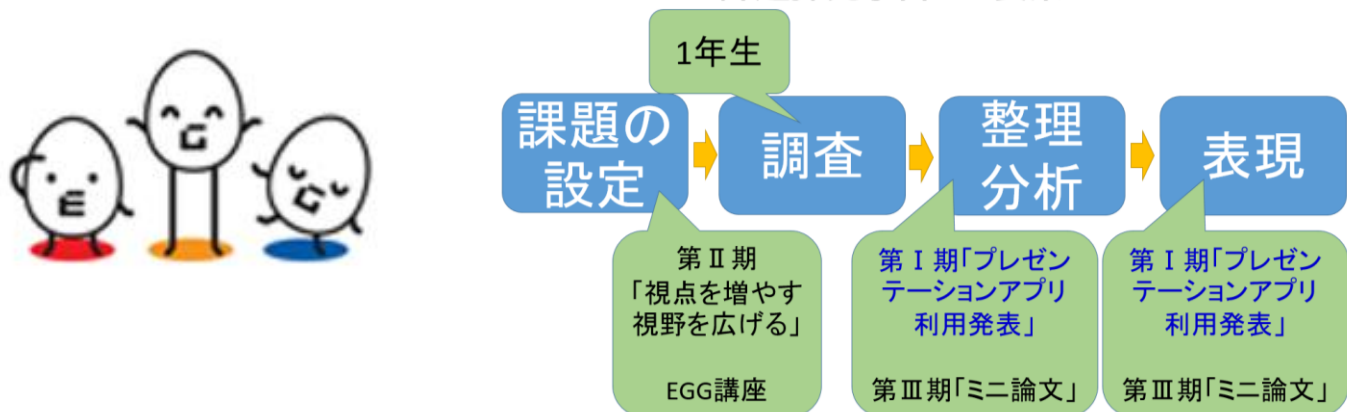 1年生
課題の
設定
調査
整理
分析
表現
E
G
G
第Ⅱ期
「視点を増やす
視野を広げる」
EGG講座
第Ⅰ期「プレゼン
テーションアプリ
利用発表」
第Ⅲ期「ミニ論文」
第Ⅰ期「プレゼン
テーションアプリ
利用発表」
第Ⅲ期「ミニ論文」